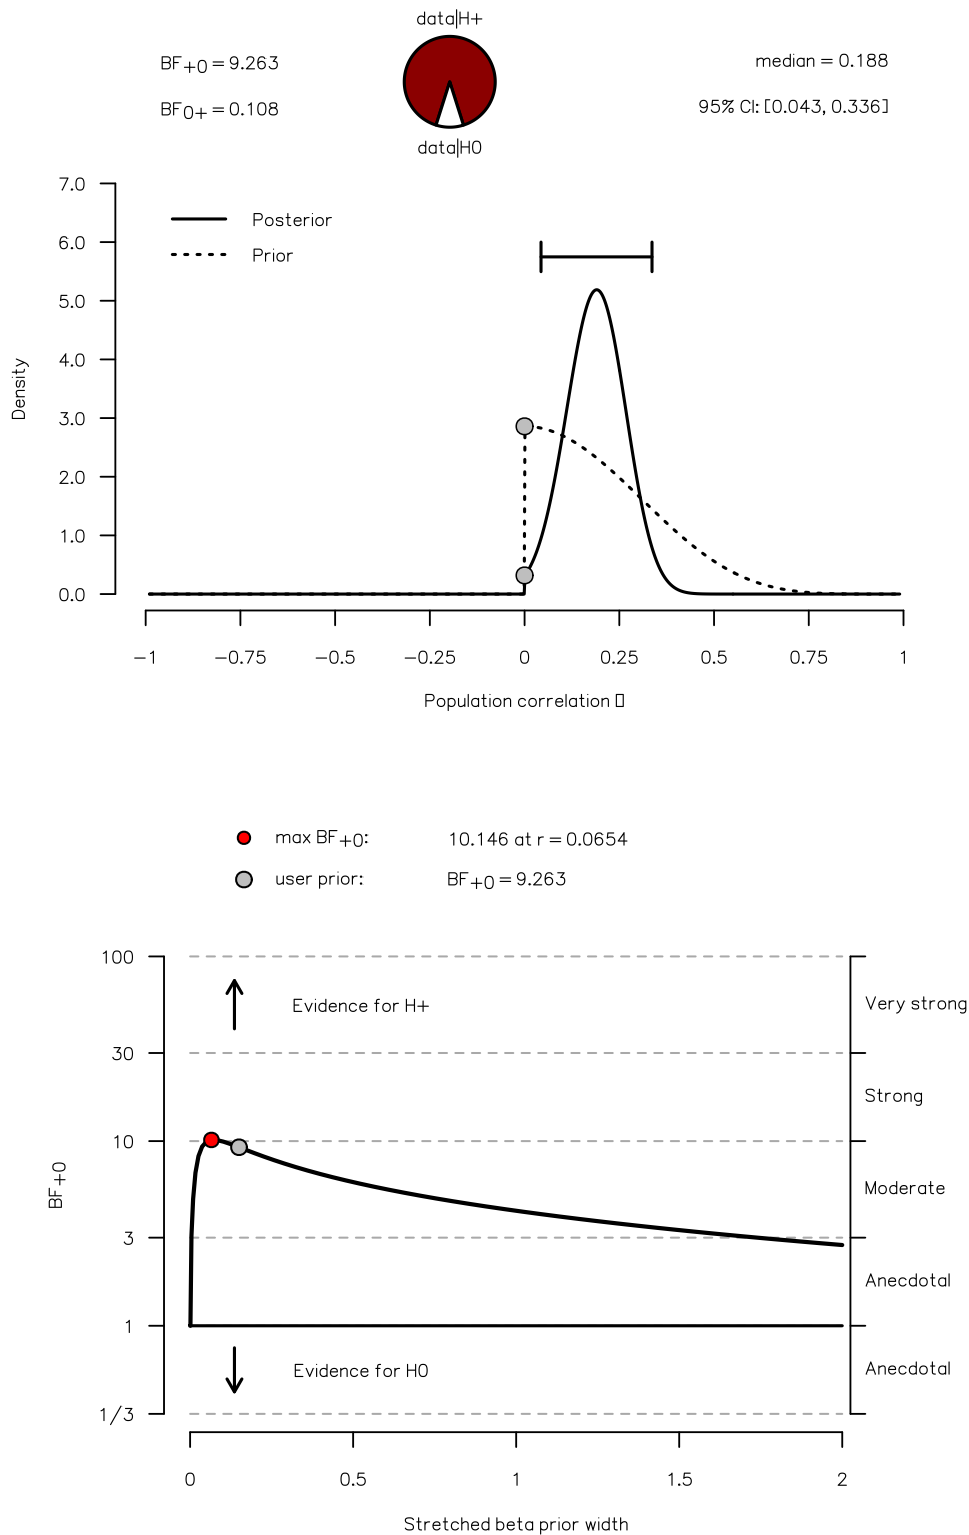 data|H+
BF+0 = 9.263
median = 0.188
BF0+ = 0.108
95% CI: [0.043, 0.336]
data|H0
7.0
6.0
5.0
4.0
3.0
2.0
1.0
0.0
Density
Posterior
Prior
−1
−0.75
−0.5
−0.25
0
0.25
0.5
0.75
1
Population correlation
max BF+0: 10.146 at r = 0.0654
user prior: BF+0 = 9.263
100
30
10
3
1
1/3
BF+0
Evidence for H+
Evidence for H0
Very strong
Strong
Moderate
Anecdotal
Anecdotal
0
0.5
1
1.5
2
Stretched beta prior width